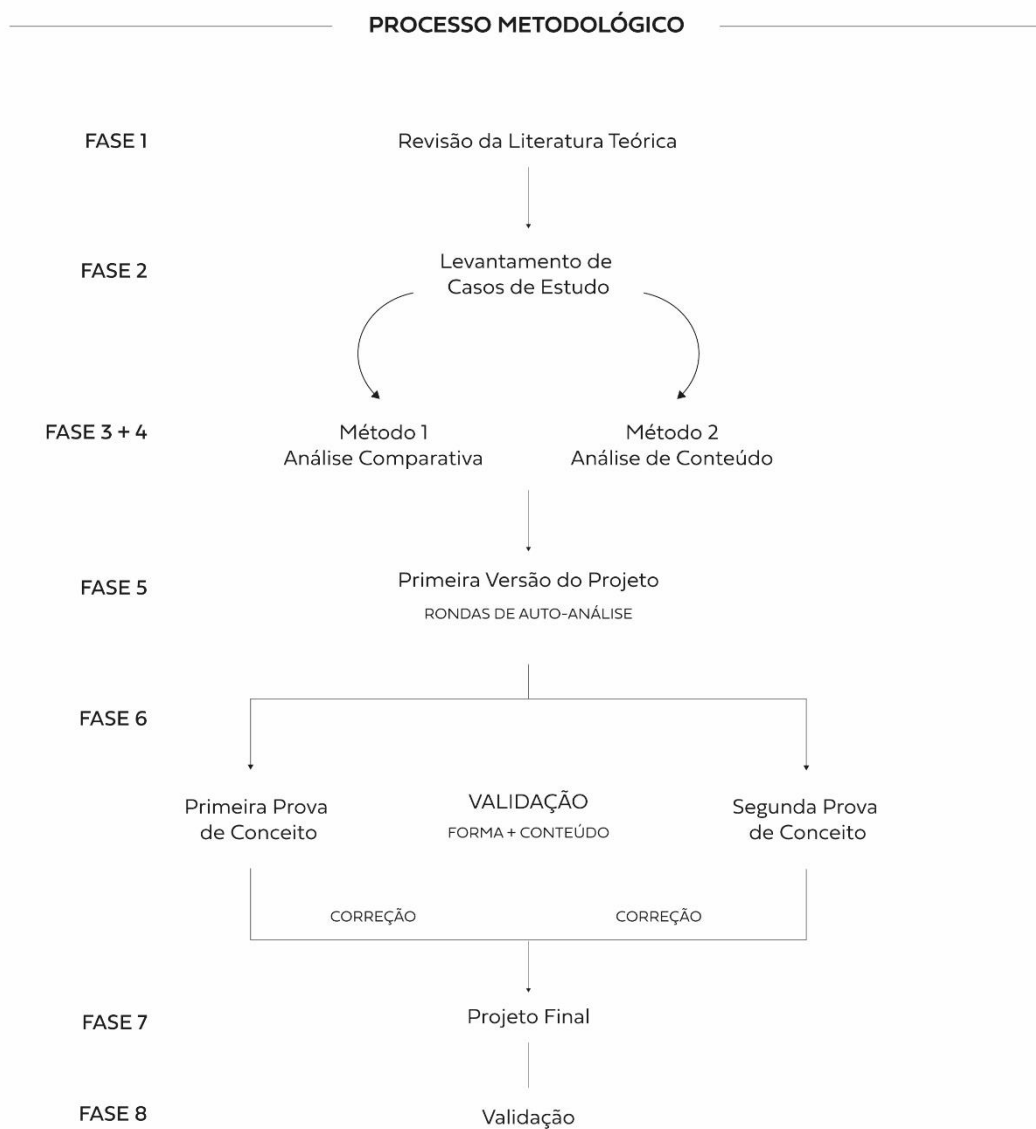 PROCESSO METODOLÓGICO
FASE 1
Revisão da Literatura Teórica
FASE 2
Levantamento de
Casos de Estudo
FASE 3 + 4
Método 1
Análise Comparativa
Método 2
Análise de Conteúdo
FASE 5
Primeira Versão do Projeto
RONDAS DE AUTO-ANÁLISE
FASE 6
Primeira Prova
de Conceito
VALIDAÇÃO
FORMA + CONTEÚDO
Segunda Prova
de Conceito
CORREÇÃO
CORREÇÃO
FASE 7
Projeto Final
FASE 8
Validação